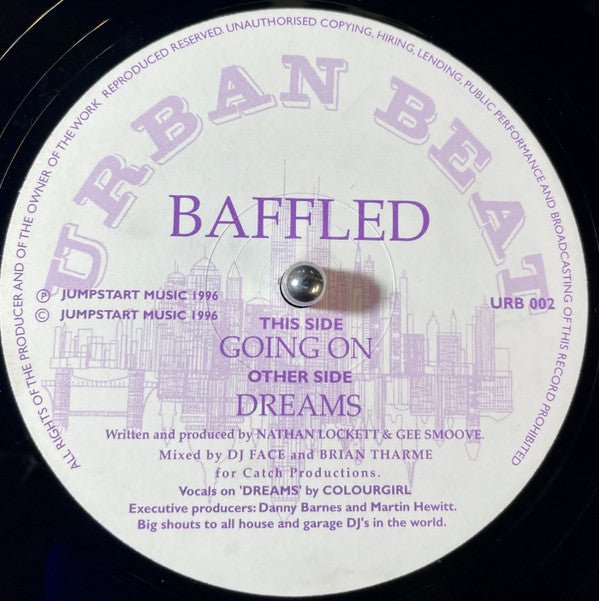 ALL RIGHTS OF THE PRODUCER AND OF THE OWNER OF THE WORK REPRODUCED RESERVED, UNAUTHORISED COPYING, HIRING, LENDING, PUBLIC PERFORMANCE AND BROADCASTING OF THIS RECORD PROHIBITED
URBAN BEAT
BAFFLED
Ⓟ JUMPSTART MUSIC 1996
© JUMPSTART MUSIC 1996
URB 002
THIS SIDE
GOING ON
OTHER SIDE
DREAMS
Written and produced by NATHAN LOCKETT & GEE SMOOVE.
Mixed by DJ FACE and BRIAN THARME
for Catch Productions.
Vocals on 'DREAMS' by COLOURGIRL
Executive producers: Danny Barnes and Martin Hewitt.
Big shouts to all house and garage DJ's in the world.